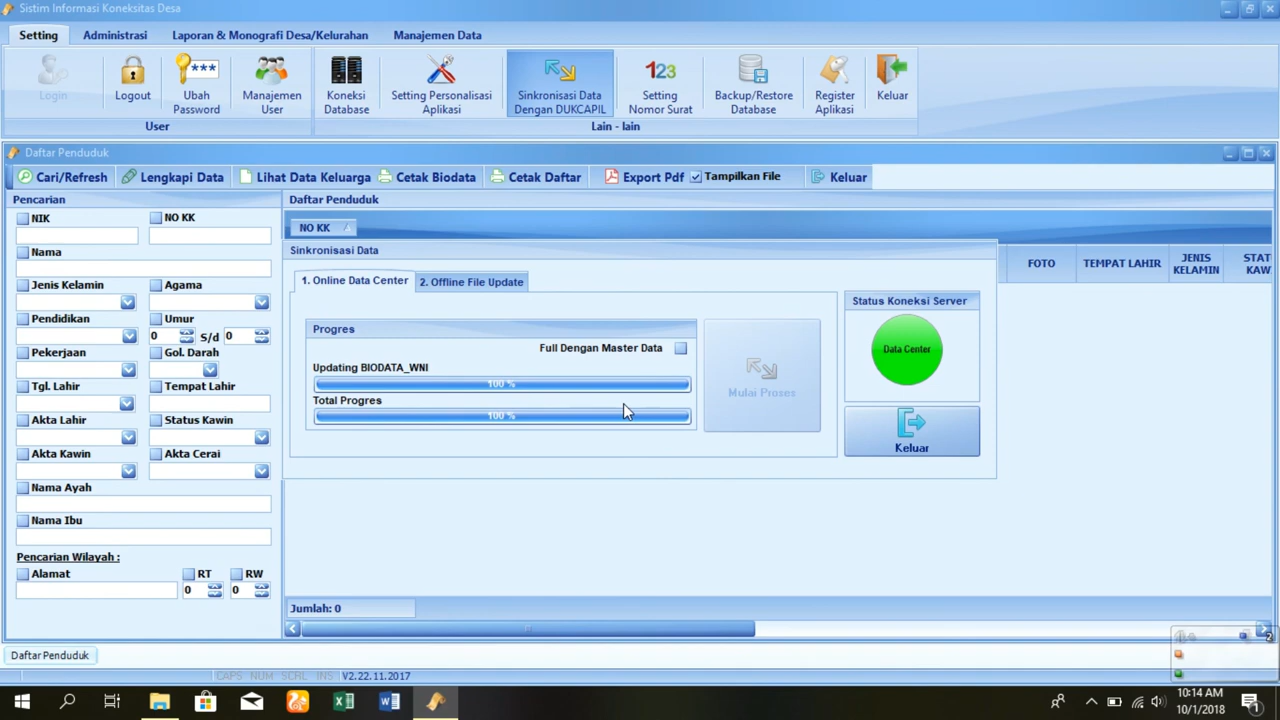 Sistim Informasi Koneksitas Desa
Setting Administrasi Laporan & Monografi Desa/Kelurahan Manajemen Data
Login
Logout
***
Ubah
Password
Manajemen
User
Koneksi
Database
Setting Personalisasi
Aplikasi
Sinkronisasi Data
Dengan DUKCAPIL
123
Setting
Nomor Surat
Backup/Restore
Database
Register
Aplikasi
Keluar
User
Lain - lain
Daftar Penduduk
Cari/Refresh Lengkapi Data Lihat Data Keluarga Cetak Biodata Cetak Daftar Export Pdf Tampilkan File Keluar
Pencarian
NIK NO KK
Nama
Jenis Kelamin Agama
Pendidikan Umur
0 S/d 0
Pekerjaan Gol. Darah
Tgl. Lahir Tempat Lahir
Akta Lahir Status Kawin
Akta Kawin Akta Cerai
Nama Ayah
Nama Ibu
Pencarian Wilayah :
Alamat RT RW
0 0
Daftar Penduduk
NO KK
FOTO TEMPAT LAHIR
JENIS
KELAMIN
Sinkronisasi Data
1. Online Data Center 2. Offline File Update
Progres
Full Dengan Master Data
Updating BIODATA_WNI
100 %
Total Progres
100 %
Mulai Proses
Status Koneksi Server
Data Center
Keluar
Jumlah: 0
Daftar Penduduk
CAPS NUM SCRL INS V2.22.11.2017
10:14 AM
10/1/2018